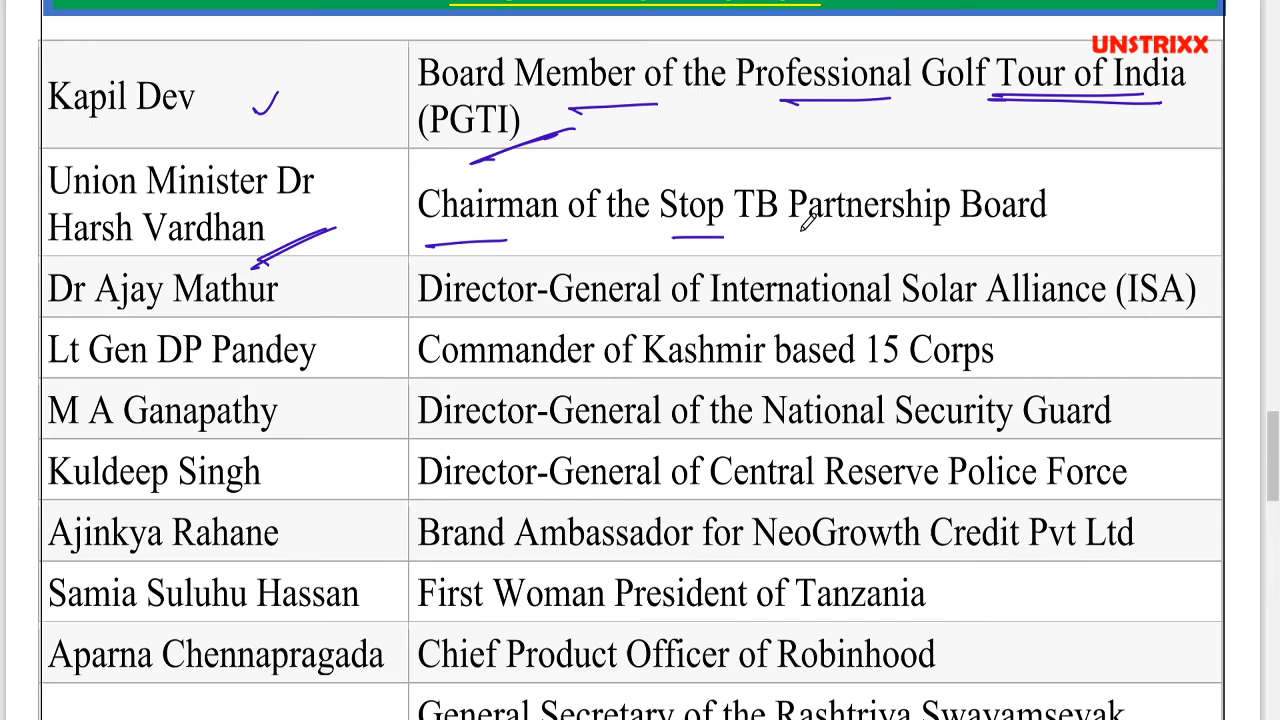 UNSTRIXX
Kapil Dev
Board Member of the Professional Golf Tour of India
(PGTI)
Union Minister Dr
Harsh Vardhan
Chairman of the Stop TB Partnership Board
Dr Ajay Mathur
Director-General of International Solar Alliance (ISA)
Lt Gen DP Pandey
Commander of Kashmir based 15 Corps
M A Ganapathy
Director-General of the National Security Guard
Kuldeep Singh
Director-General of Central Reserve Police Force
Ajinkya Rahane
Brand Ambassador for NeoGrowth Credit Pvt Ltd
Samia Suluhu Hassan
First Woman President of Tanzania
Aparna Chennapragada
Chief Product Officer of Robinhood
General Secretary of the Rashtriya Swayamsevak